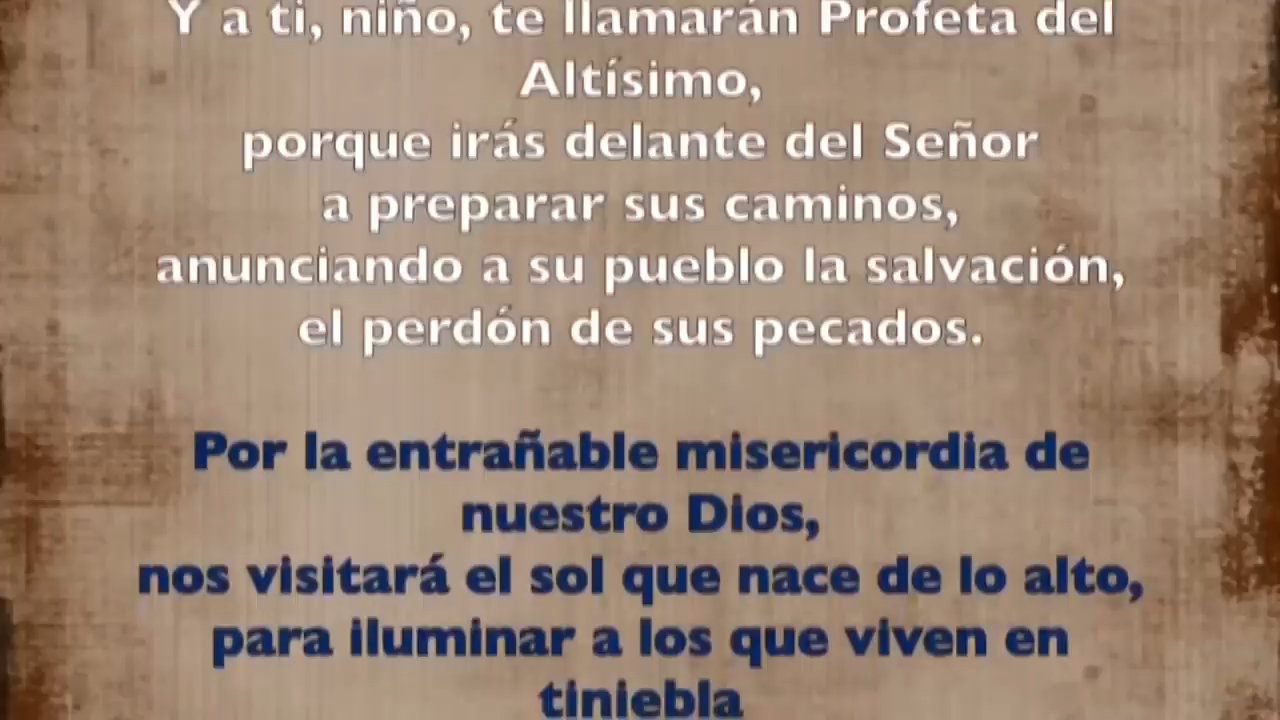 Y a ti, niño, te llamarán Profeta del
Altísimo,
porque irás delante del Señor
a preparar sus caminos,
anunciando a su pueblo la salvación,
el perdón de sus pecados.
Por la entrañable misericordia de
nuestro Dios,
nos visitará el sol que nace de lo alto,
para iluminar a los que viven en
tiniebla